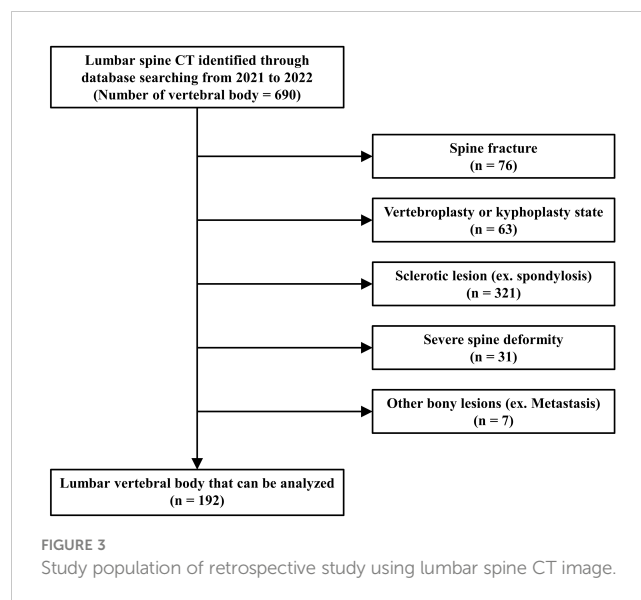 Lumbar spine CT identified through
database searching from 2021 to 2022
(Number of vertebral body = 690)
Spine fracture
(n = 76)
Vertebroplasty or kyphoplasty state
(n = 63)
Sclerotic lesion (ex. spondylosis)
(n = 321)
Severe spine deformity
(n = 31)
Other bony lesions (ex. Metastasis)
(n = 7)
Lumbar vertebral body that can be analyzed
(n = 192)
FIGURE 3
Study population of retrospective study using lumbar spine CT image.